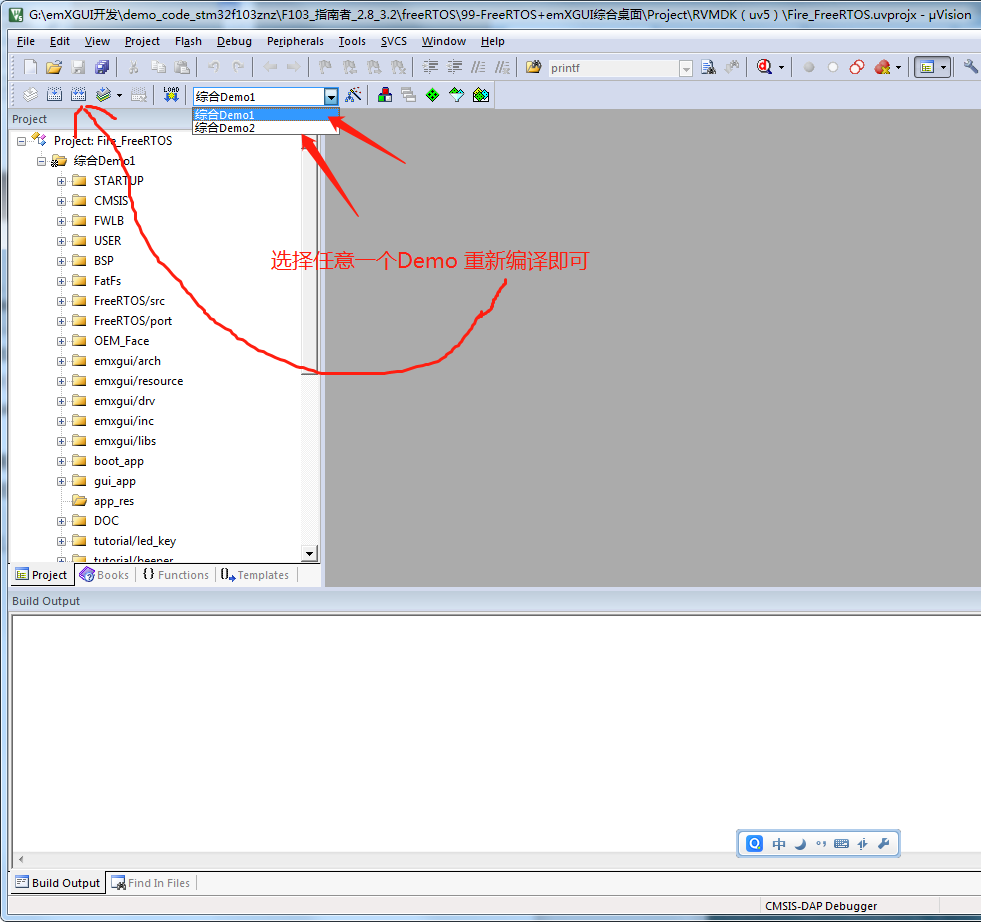 G:\emXGUI开发\demo_code_stm32f103znz\F103_指南者_2.8_3.2\freeRTOS\99-FreeRTOS+emXGUI综合桌面\Project\RVMDK（uv5）\Fire_FreeRTOS.uvprojx - µVision
File Edit View Project Flash Debug Peripherals Tools SVCS Window Help
printf
LOAD 综合Demo1
综合Demo1
综合Demo2
Project
Project: Fire_FreeRTOS
综合Demo1
STARTUP
CMSIS
FWLB
USER
BSP
FatFs
FreeRTOS/src
FreeRTOS/port
OEM_Face
emxgui/arch
emxgui/resource
emxgui/drv
emxgui/inc
emxgui/libs
boot_app
gui_app
app_res
DOC
tutorial/led_key
tutorial/beeper
选择任意一个Demo 重新编译即可
Project Books {} Functions Templates
Build Output
中
Build Output Find In Files
CMSIS-DAP Debugger